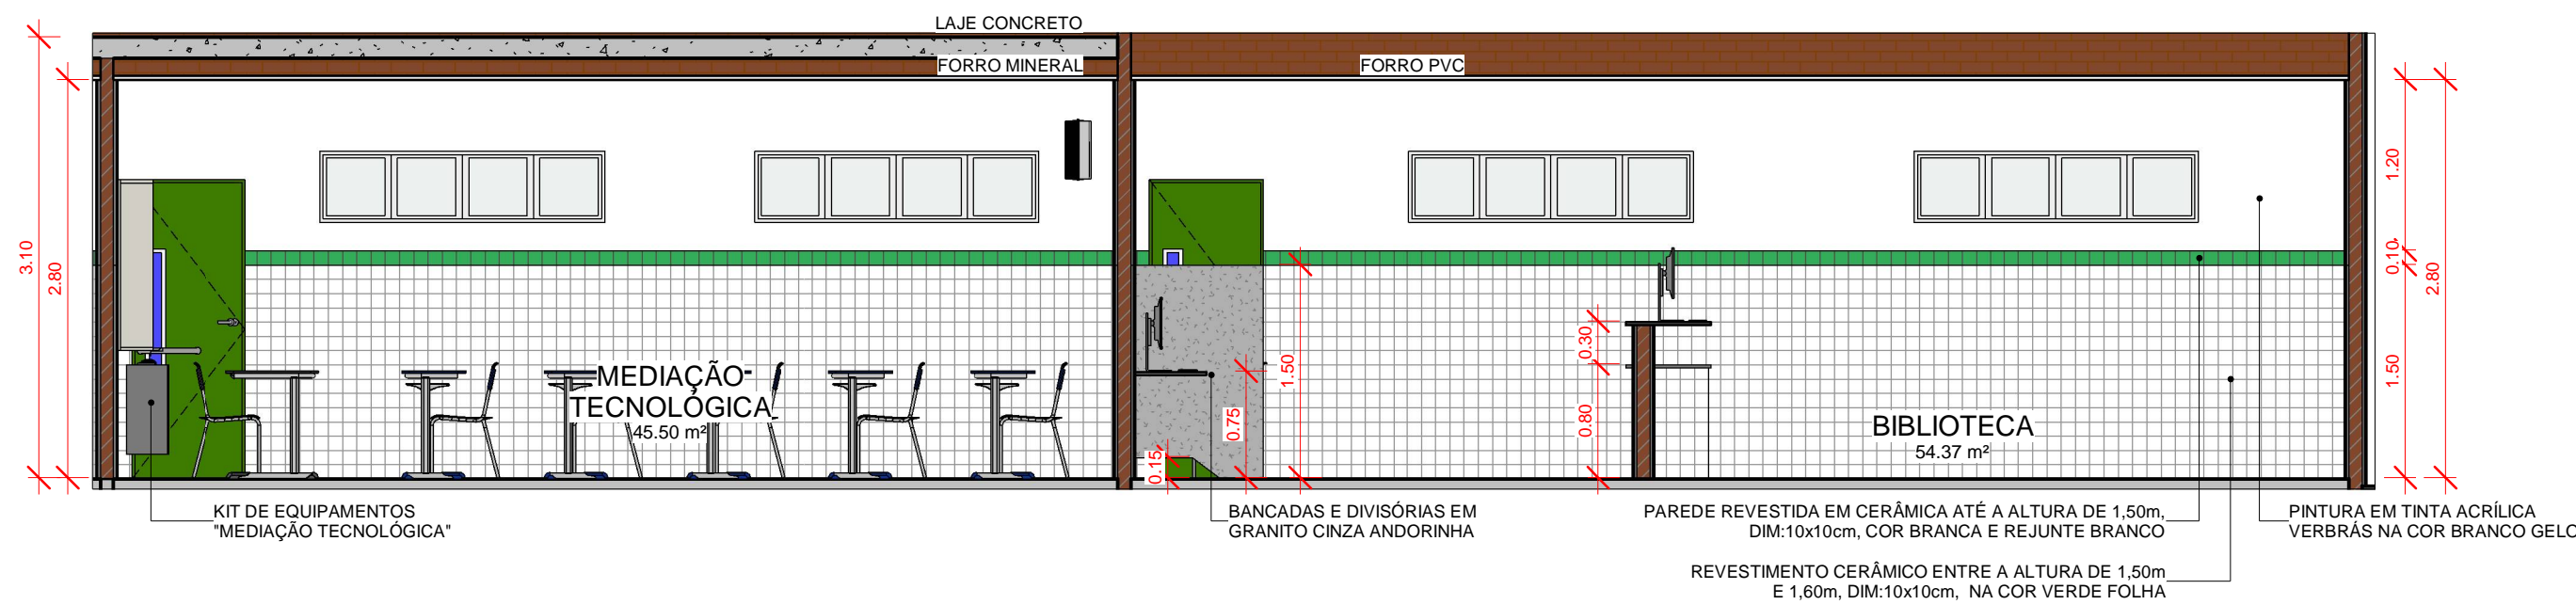 LAJE CONCRETO
FORRO MINERAL
FORRO PVC
3.10
2.80
MEDIAÇÃO
TECNOLÓGICA
45.50 m²
0.15
0.75
1.50
0.30
0.80
BIBLIOTECA
54.37 m²
1.20
0.10
1.50
2.80
KIT DE EQUIPAMENTOS
"MEDIAÇÃO TECNOLÓGICA"
BANCADAS E DIVISÓRIAS EM
GRANITO CINZA ANDORINHA
PAREDE REVESTIDA EM CERÂMICA ATÉ A ALTURA DE 1,50m,
DIM:10x10cm, COR BRANCA E REJUNTE BRANCO
PINTURA EM TINTA ACRÍLICA
VERBRÁS NA COR BRANCO GELO
REVESTIMENTO CERÂMICO ENTRE A ALTURA DE 1,50m
E 1,60m, DIM:10x10cm, NA COR VERDE FOLHA